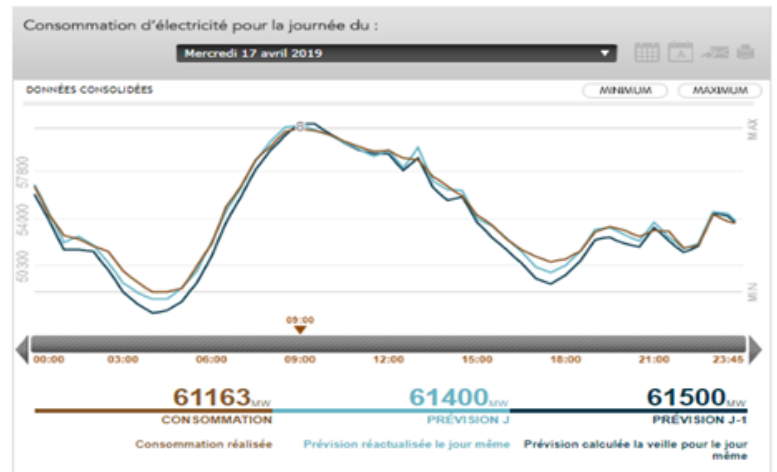 Consommation d'électricité pour la journée du :
Mercredi 17 avril 2019
DONNÉES CONSOLIDÉES
MINIMUM MAXIMUM
MAX
57800
54000
50300
MIN
09:00
00:00 03:00 06:00 09:00 12:00 15:00 18:00 21:00 23:45
61163MW 61400MW 61500MW
CONSOMMATION PRÉVISION J PRÉVISION J-1
Consommation réalisée Prévision réactualisée le jour même Prévision calculée la veille pour le jour
même